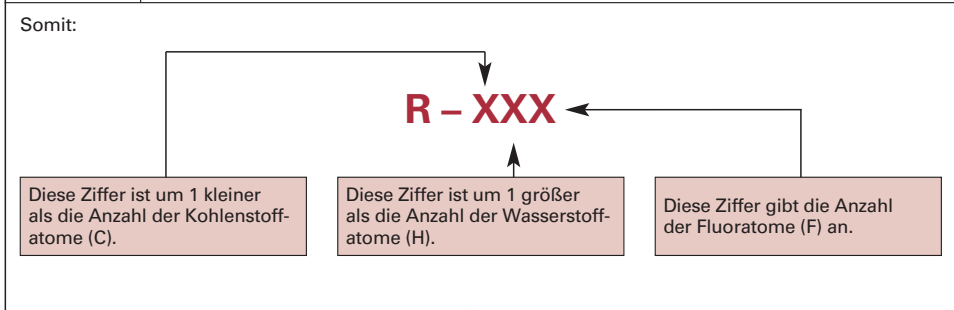 Somit:
R – XXX
Diese Ziffer ist um 1 kleiner
als die Anzahl der Kohlenstoff-
atome (C).
Diese Ziffer ist um 1 größer
als die Anzahl der Wasserstoff-
atome (H).
Diese Ziffer gibt die Anzahl
der Fluoratome (F) an.